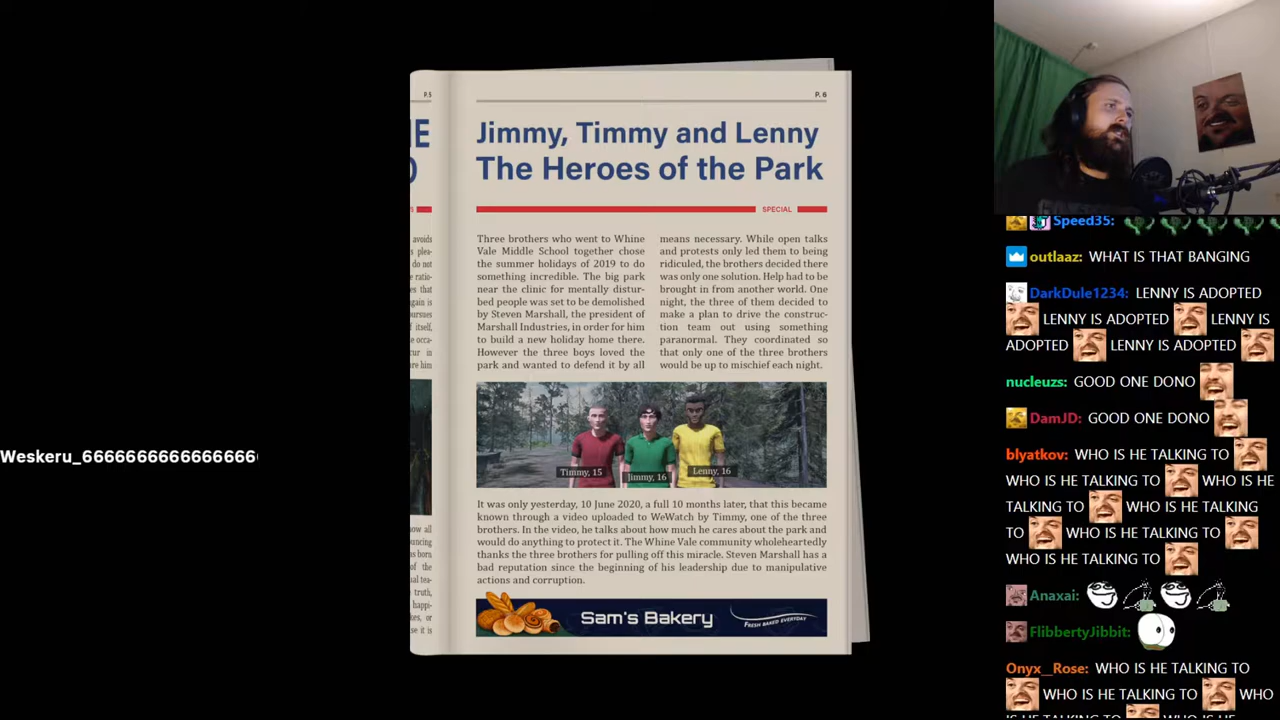 P.5
P. 6
Jimmy, Timmy and Lenny
The Heroes of the Park
SPECIAL
Three brothers who went to Whine
Vale Middle School together chose
the summer holidays of 2019 to do
something incredible. The big park
near the clinic for mentally distur-
bed people was set to be demolished
by Steven Marshall, the president of
Marshall Industries, in order for him
to build a new holiday home there.
However the three boys loved the
park and wanted to defend it by all
means necessary. While open talks
and protests only led them to being
ridiculed, the brothers decided there
was only one solution. Help had to be
brought in from another world. One
night, the three of them decided to
make a plan to drive the construc-
tion team out using something
paranormal. They coordinated so
that only one of the three brothers
would be up to mischief each night.
Timmy, 15
Jimmy, 16
Lenny, 16
It was only yesterday, 10 June 2020, a full 10 months later, that this became
known through a video uploaded to WeWatch by Timmy, one of the three
brothers. In the video, he talks about how much he cares about the park and
would do anything to protect it. The Whine Vale community wholeheartedly
thanks the three brothers for pulling off this miracle. Steven Marshall has a
bad reputation since the beginning of his leadership due to manipulative
actions and corruption.
Sam's Bakery
FRESH BAKED EVERYDAY
Weskeru_6666666666666666
Speed35:
outlaaz: WHAT IS THAT BANGING
DarkDule1234: LENNY IS ADOPTED
LENNY IS ADOPTED LENNY IS
ADOPTED LENNY IS ADOPTED
nucleuzs: GOOD ONE DONO
DamJD: GOOD ONE DONO
blyatkov: WHO IS HE TALKING TO
WHO IS HE TALKING TO WHO IS HE
TALKING TO WHO IS HE TALKING
TO WHO IS HE TALKING TO
WHO IS HE TALKING TO
Anaxai:
FlibbertyJibbit:
Onyx__Rose: WHO IS HE TALKING TO
WHO IS HE TALKING TO WHO